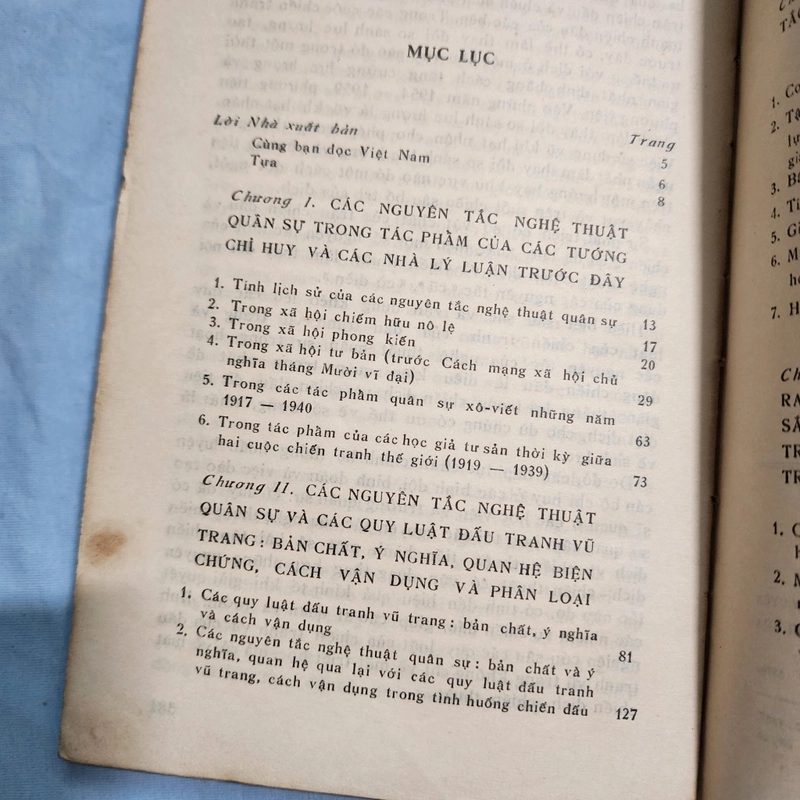 MỤC LỤC
Trang
Lời Nhà xuất bản 5
Cùng bạn đọc Việt Nam 6
Tựa 8
Chương I. CÁC NGUYÊN TẮC NGHỆ THUẬT
QUÂN SỰ TRONG TÁC PHẨM CỦA CÁC TƯỚNG
CHỈ HUY VÀ CÁC NHÀ LÝ LUẬN TRƯỚC ĐÂY
1. Tính lịch sử của các nguyên tắc nghệ thuật quân sự 13
2. Trong xã hội chiếm hữu nô lệ 17
3. Trong xã hội phong kiến 20
4. Trong xã hội tư bản (trước Cách mạng xã hội chủ
nghĩa tháng Mười vĩ đại) 29
5. Trong các tác phẩm quân sự xô-viết những năm
1917 — 1940 63
6. Trong tác phẩm của các học giả tư sản thời kỳ giữa
hai cuộc chiến tranh thế giới (1919 — 1939) 73
Chương II. CÁC NGUYÊN TẮC NGHỆ THUẬT
QUÂN SỰ VÀ CÁC QUY LUẬT ĐẤU TRANH VŨ
TRANG : BẢN CHẤT, Ý NGHĨA, QUAN HỆ BIỆN
CHỨNG, CÁCH VẬN DỤNG VÀ PHÂN LOẠI
1. Các quy luật đấu tranh vũ trang : bản chất, ý nghĩa
và cách vận dụng 81
2. Các nguyên tắc nghệ thuật quân sự : bản chất và ý
nghĩa, quan hệ qua lại với các quy luật đấu tranh
vũ trang, cách vận dụng trong tình huống chiến đấu 127
1.
2.
3.
4.
5.
6.
7.
1.
2.
3.